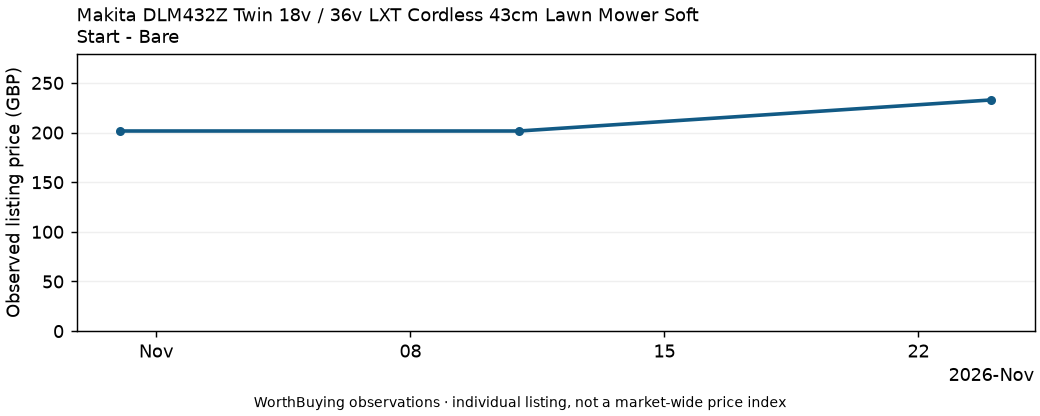 Makita DLM432Z Twin 18v / 36v LXT Cordless 43cm Lawn Mower Soft
Start - Bare
Observed listing price (GBP)
250
200
150
100
50
0
Nov
08
15
22
2026-Nov
WorthBuying observations · individual listing, not a market-wide price index